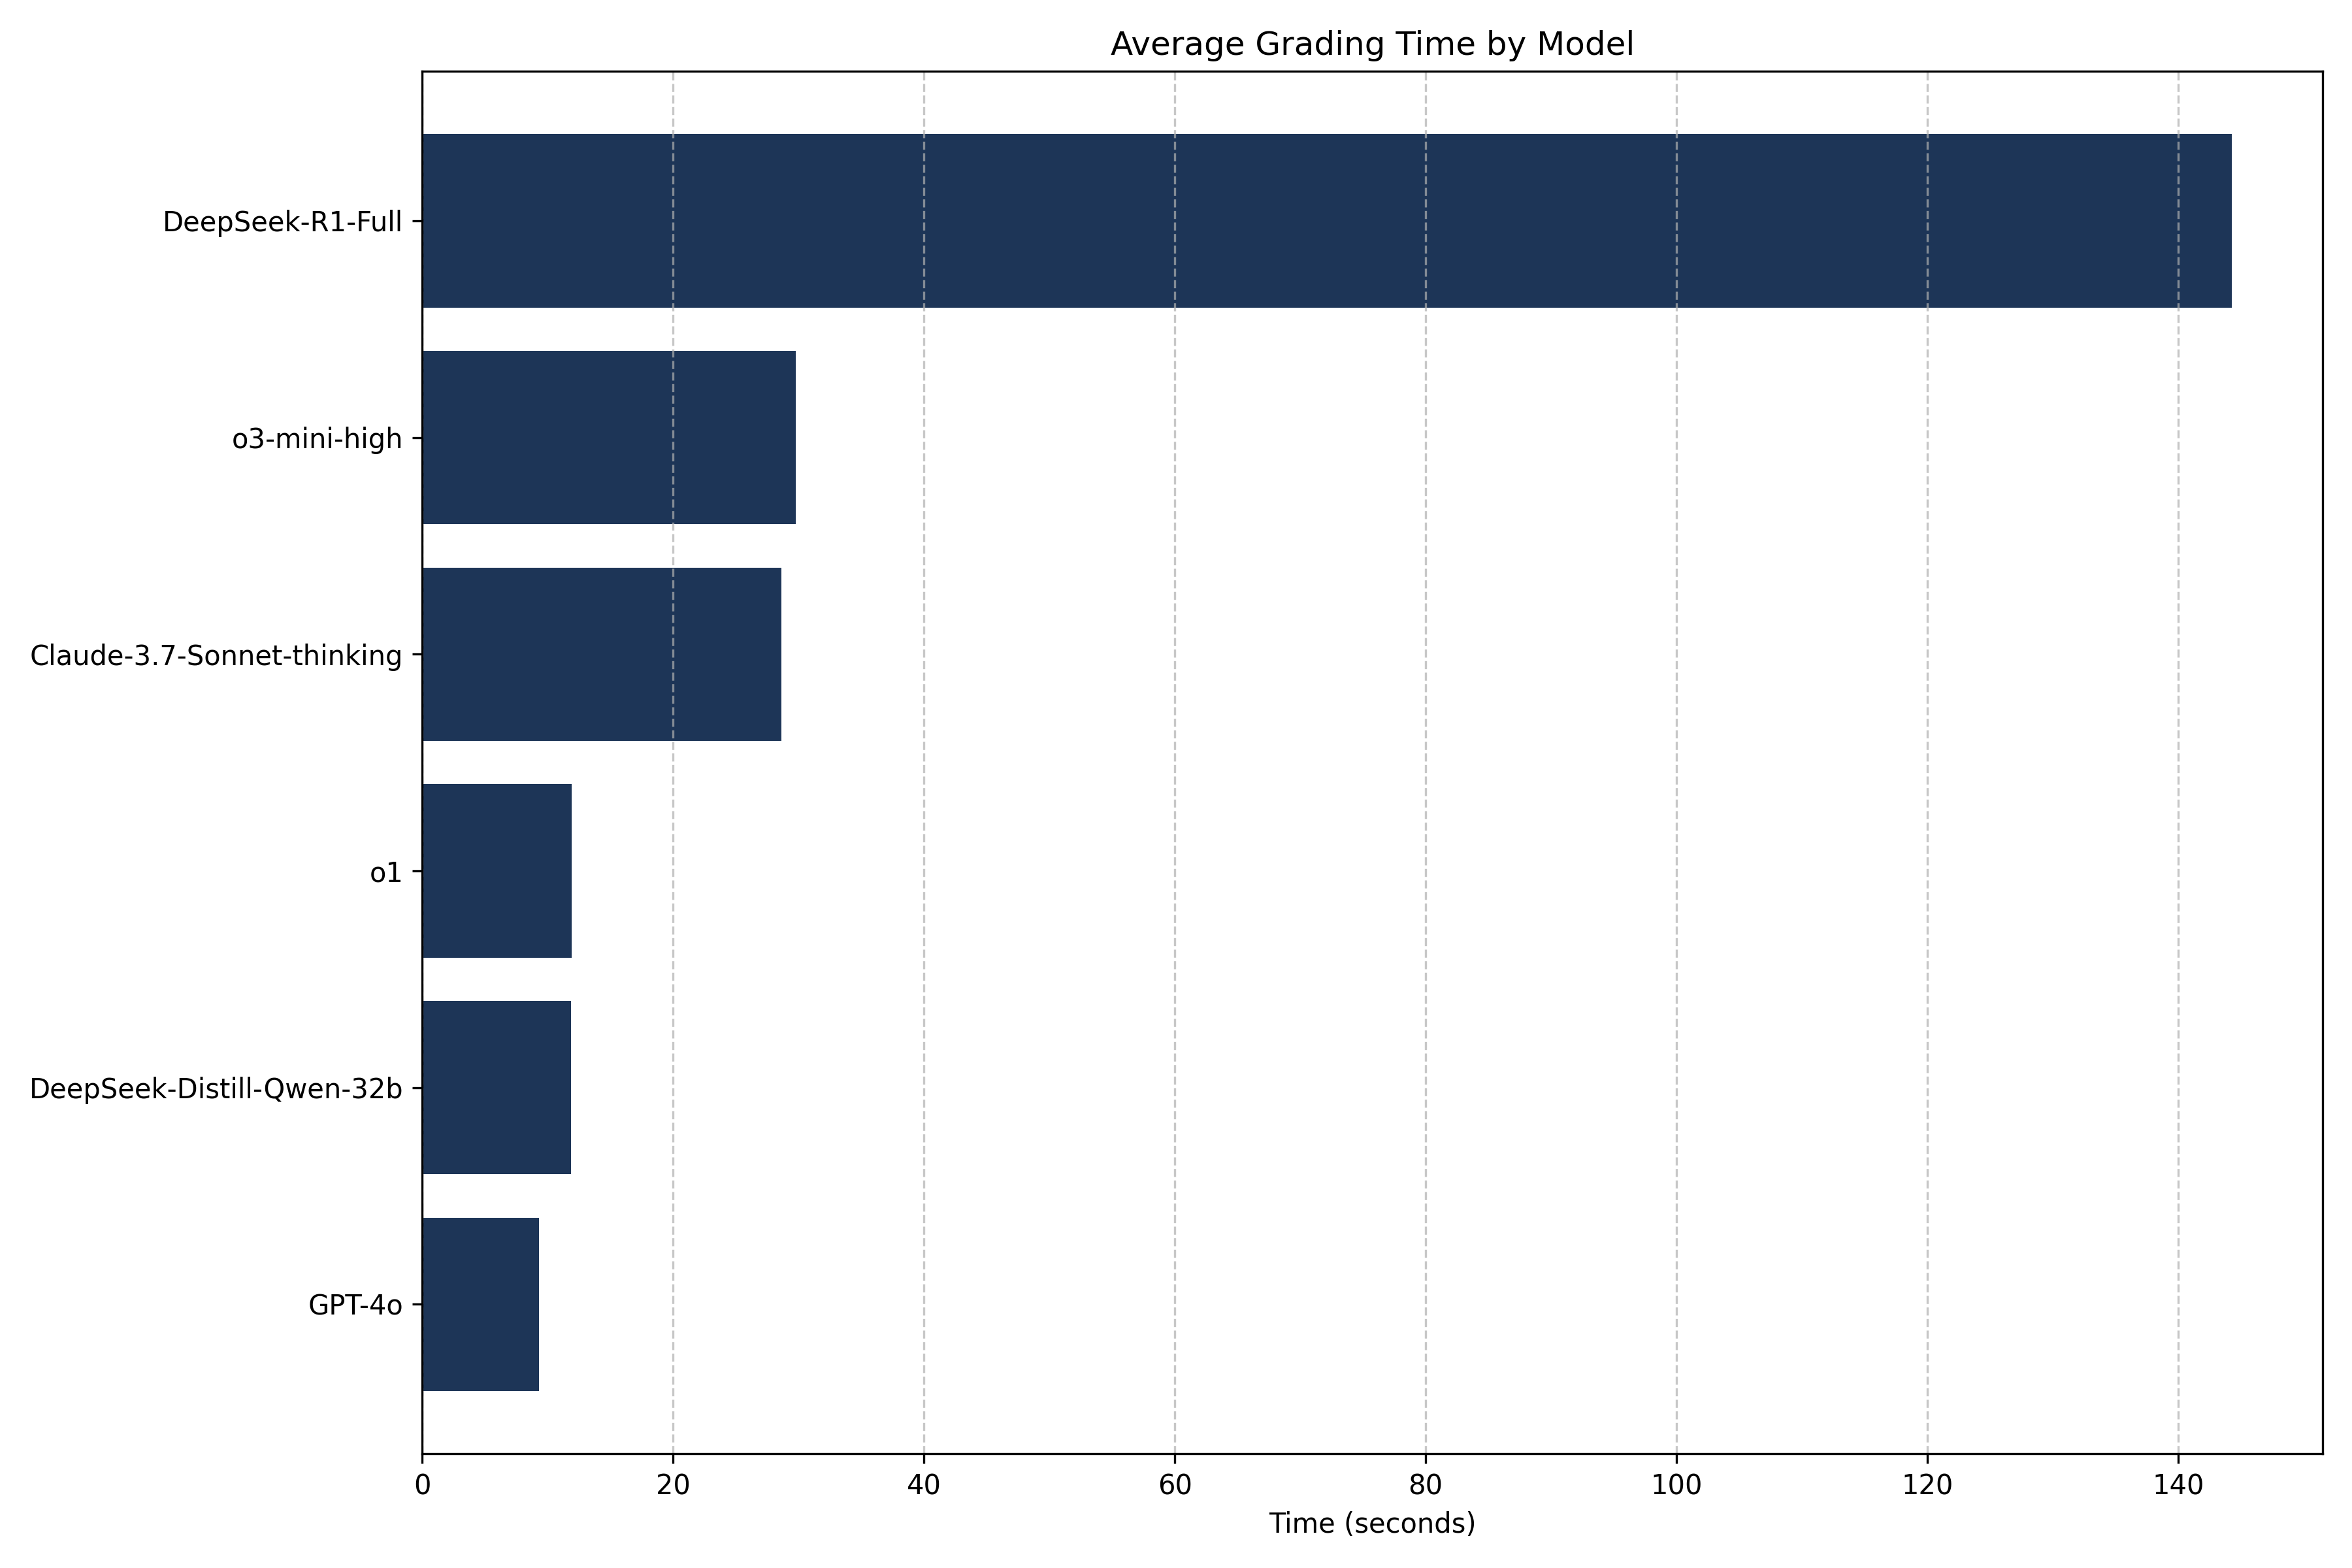 Average Grading Time by Model
DeepSeek-R1-Full
o3-mini-high
Claude-3.7-Sonnet-thinking
o1
DeepSeek-Distill-Qwen-32b
GPT-4o
0 20 40 60 80 100 120 140
Time (seconds)